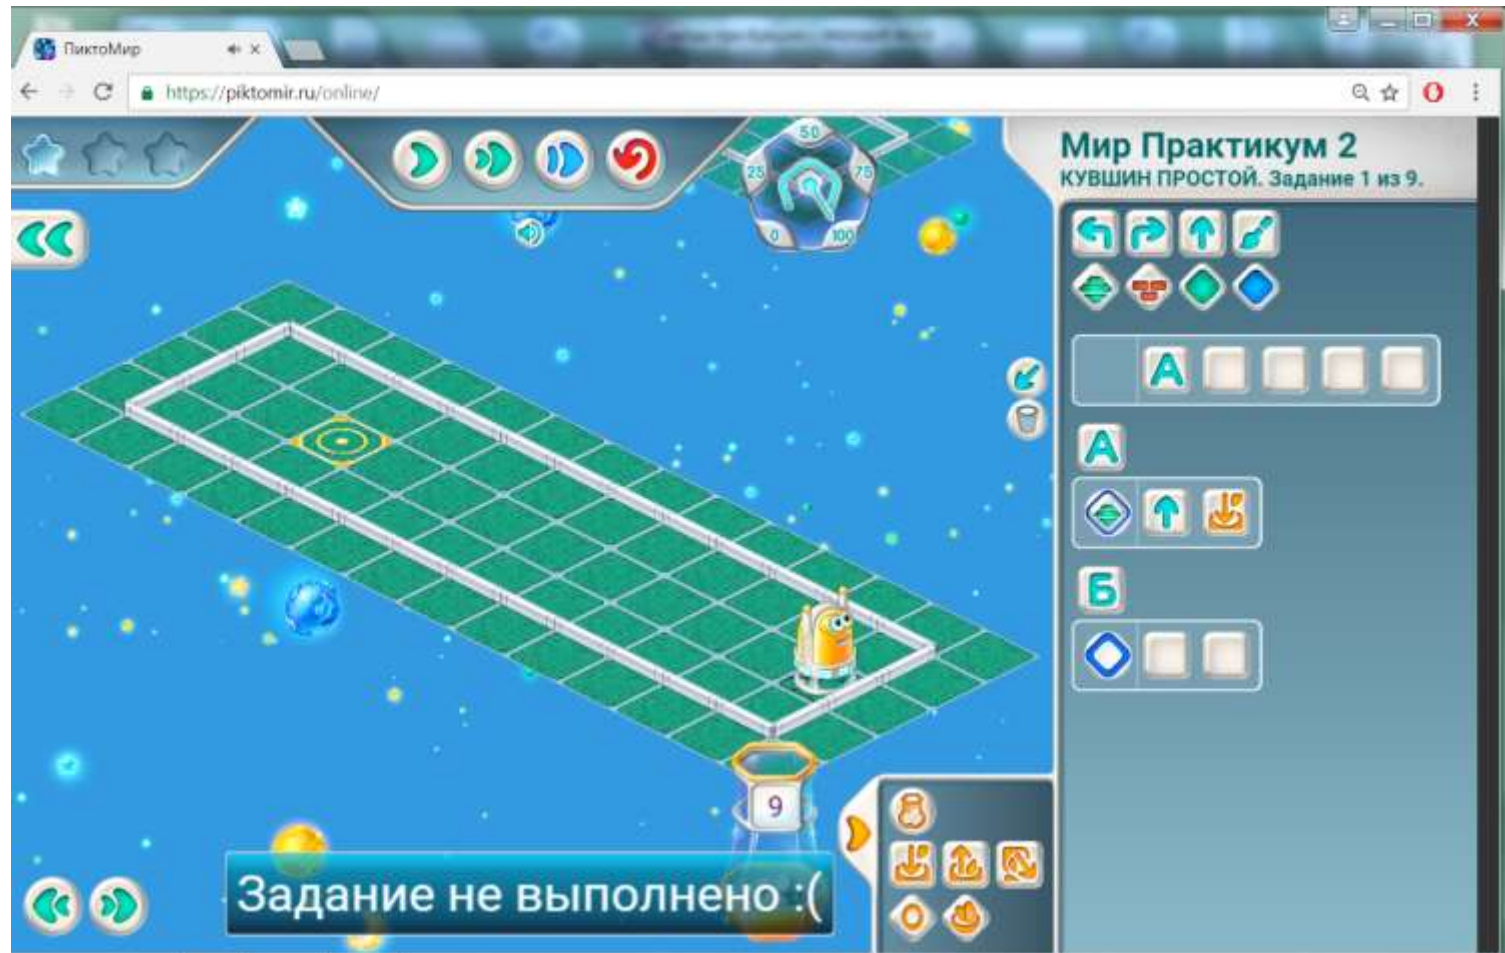 ПиктоМир
https://piktomir.ru/online/
50
25
75
0
100
Мир Практикум 2
КУВШИН ПРОСТОЙ. Задание 1 из 9.
А
А
Б
9
Задание не выполнено :(